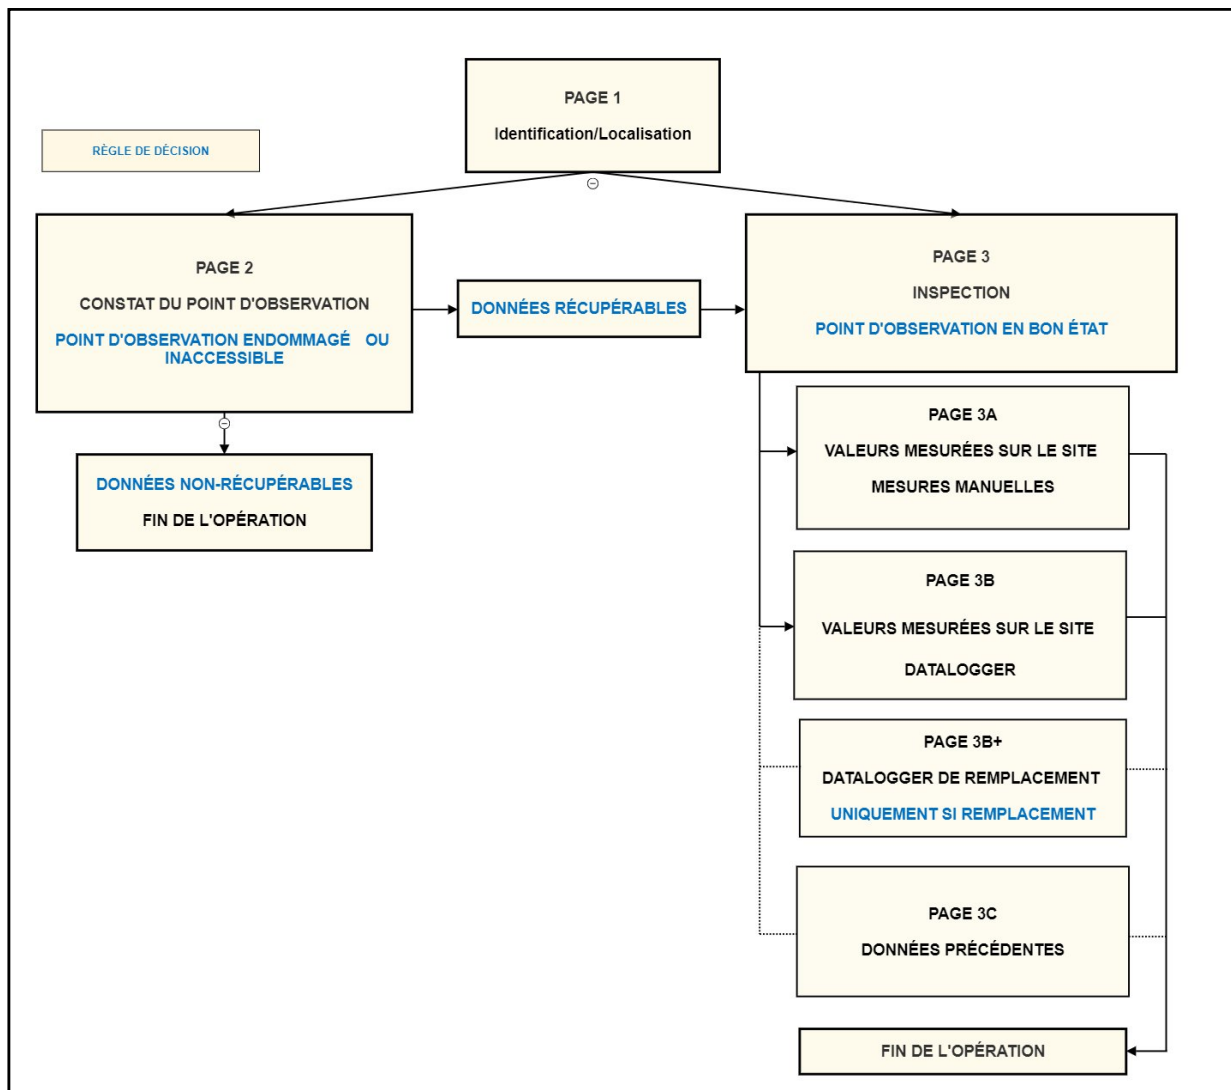 PAGE 1
Identification/Localisation
RÈGLE DE DÉCISION
PAGE 2
CONSTAT DU POINT D'OBSERVATION
POINT D'OBSERVATION ENDOMMAGÉ OU
INACCESSIBLE
DONNÉES RÉCUPÉRABLES
PAGE 3
INSPECTION
POINT D'OBSERVATION EN BON ÉTAT
DONNÉES NON-RÉCUPÉRABLES
FIN DE L'OPÉRATION
PAGE 3A
VALEURS MESURÉES SUR LE SITE
MESURES MANUELLES
PAGE 3B
VALEURS MESURÉES SUR LE SITE
DATALOGGER
PAGE 3B+
DATALOGGER DE REMPLACEMENT
UNIQUEMENT SI REMPLACEMENT
PAGE 3C
DONNÉES PRÉCÉDENTES
FIN DE L'OPÉRATION